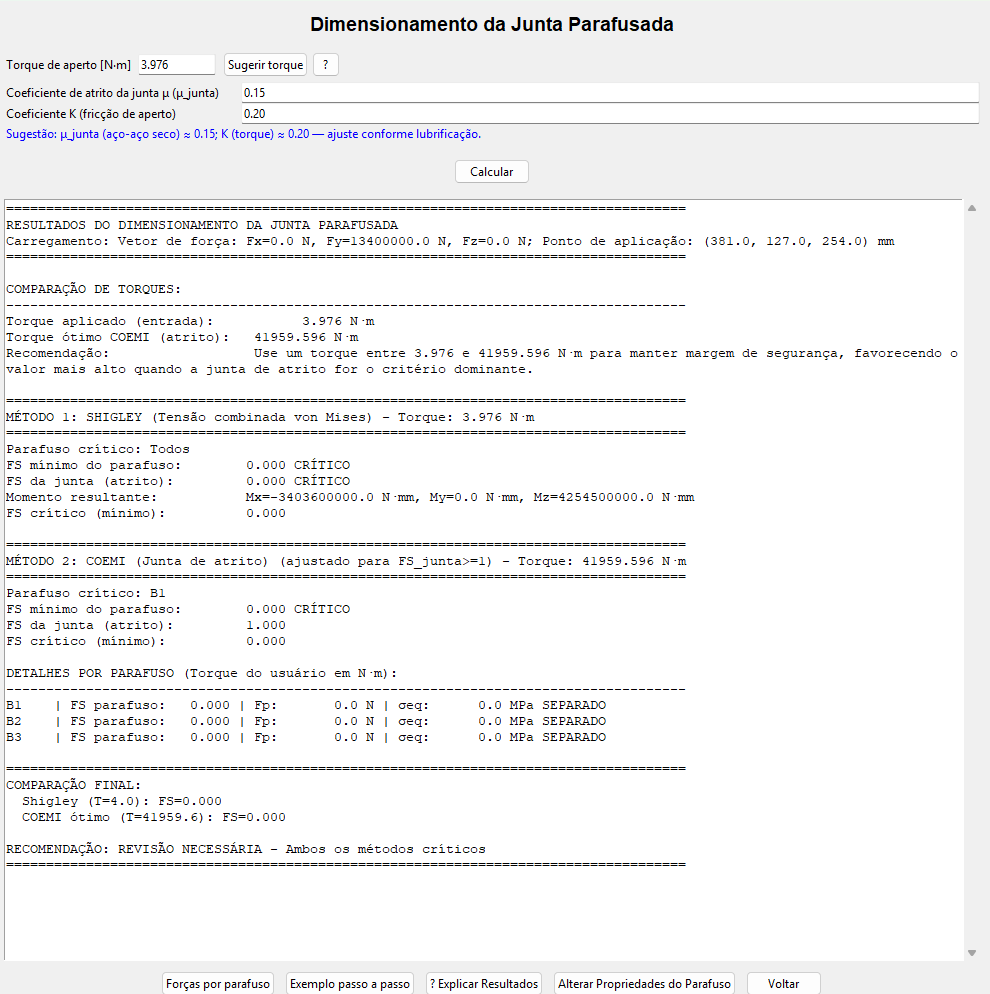 Dimensionamento da Junta Parafusada
Torque de aperto [N·m] 3.976 Sugerir torque ?
Coeficiente de atrito da junta µ (µ_junta) 0.15
Coeficiente K (fricção de aperto) 0.20
Sugestão: µ_junta (aço-aço seco) ≈ 0.15; K (torque) ≈ 0.20 — ajuste conforme lubrificação.
Calcular
=====================================================================================
RESULTADOS DO DIMENSIONAMENTO DA JUNTA PARAFUSADA
Carregamento: Vetor de força: Fx=0.0 N, Fy=13400000.0 N, Fz=0.0 N; Ponto de aplicação: (381.0, 127.0, 254.0) mm
=====================================================================================
COMPARAÇÃO DE TORQUES:
-------------------------------------------------------------------------------------
Torque aplicado (entrada): 3.976 N·m
Torque ótimo COEMI (atrito): 41959.596 N·m
Recomendação: Use um torque entre 3.976 e 41959.596 N·m para manter margem de segurança, favorecendo o
valor mais alto quando a junta de atrito for o critério dominante.
=====================================================================================
MÉTODO 1: SHIGLEY (Tensão combinada von Mises) - Torque: 3.976 N·m
=====================================================================================
Parafuso crítico: Todos
FS mínimo do parafuso: 0.000 CRÍTICO
FS da junta (atrito): 0.000 CRÍTICO
Momento resultante: Mx=-3403600000.0 N·mm, My=0.0 N·mm, Mz=4254500000.0 N·mm
FS crítico (mínimo): 0.000
=====================================================================================
MÉTODO 2: COEMI (Junta de atrito) (ajustado para FS_junta>=1) - Torque: 41959.596 N·m
=====================================================================================
Parafuso crítico: B1
FS mínimo do parafuso: 0.000 CRÍTICO
FS da junta (atrito): 1.000
FS crítico (mínimo): 0.000
DETALHES POR PARAFUSO (Torque do usuário em N·m):
-------------------------------------------------------------------------------------
B1 | FS parafuso: 0.000 | Fp: 0.0 N | σeq: 0.0 MPa SEPARADO
B2 | FS parafuso: 0.000 | Fp: 0.0 N | σeq: 0.0 MPa SEPARADO
B3 | FS parafuso: 0.000 | Fp: 0.0 N | σeq: 0.0 MPa SEPARADO
=====================================================================================
COMPARAÇÃO FINAL:
Shigley (T=4.0): FS=0.000
COEMI ótimo (T=41959.6): FS=0.000
RECOMENDAÇÃO: REVISÃO NECESSÁRIA - Ambos os métodos críticos
=====================================================================================
Forças por parafuso Exemplo passo a passo ? Explicar Resultados Alterar Propriedades do Parafuso Voltar